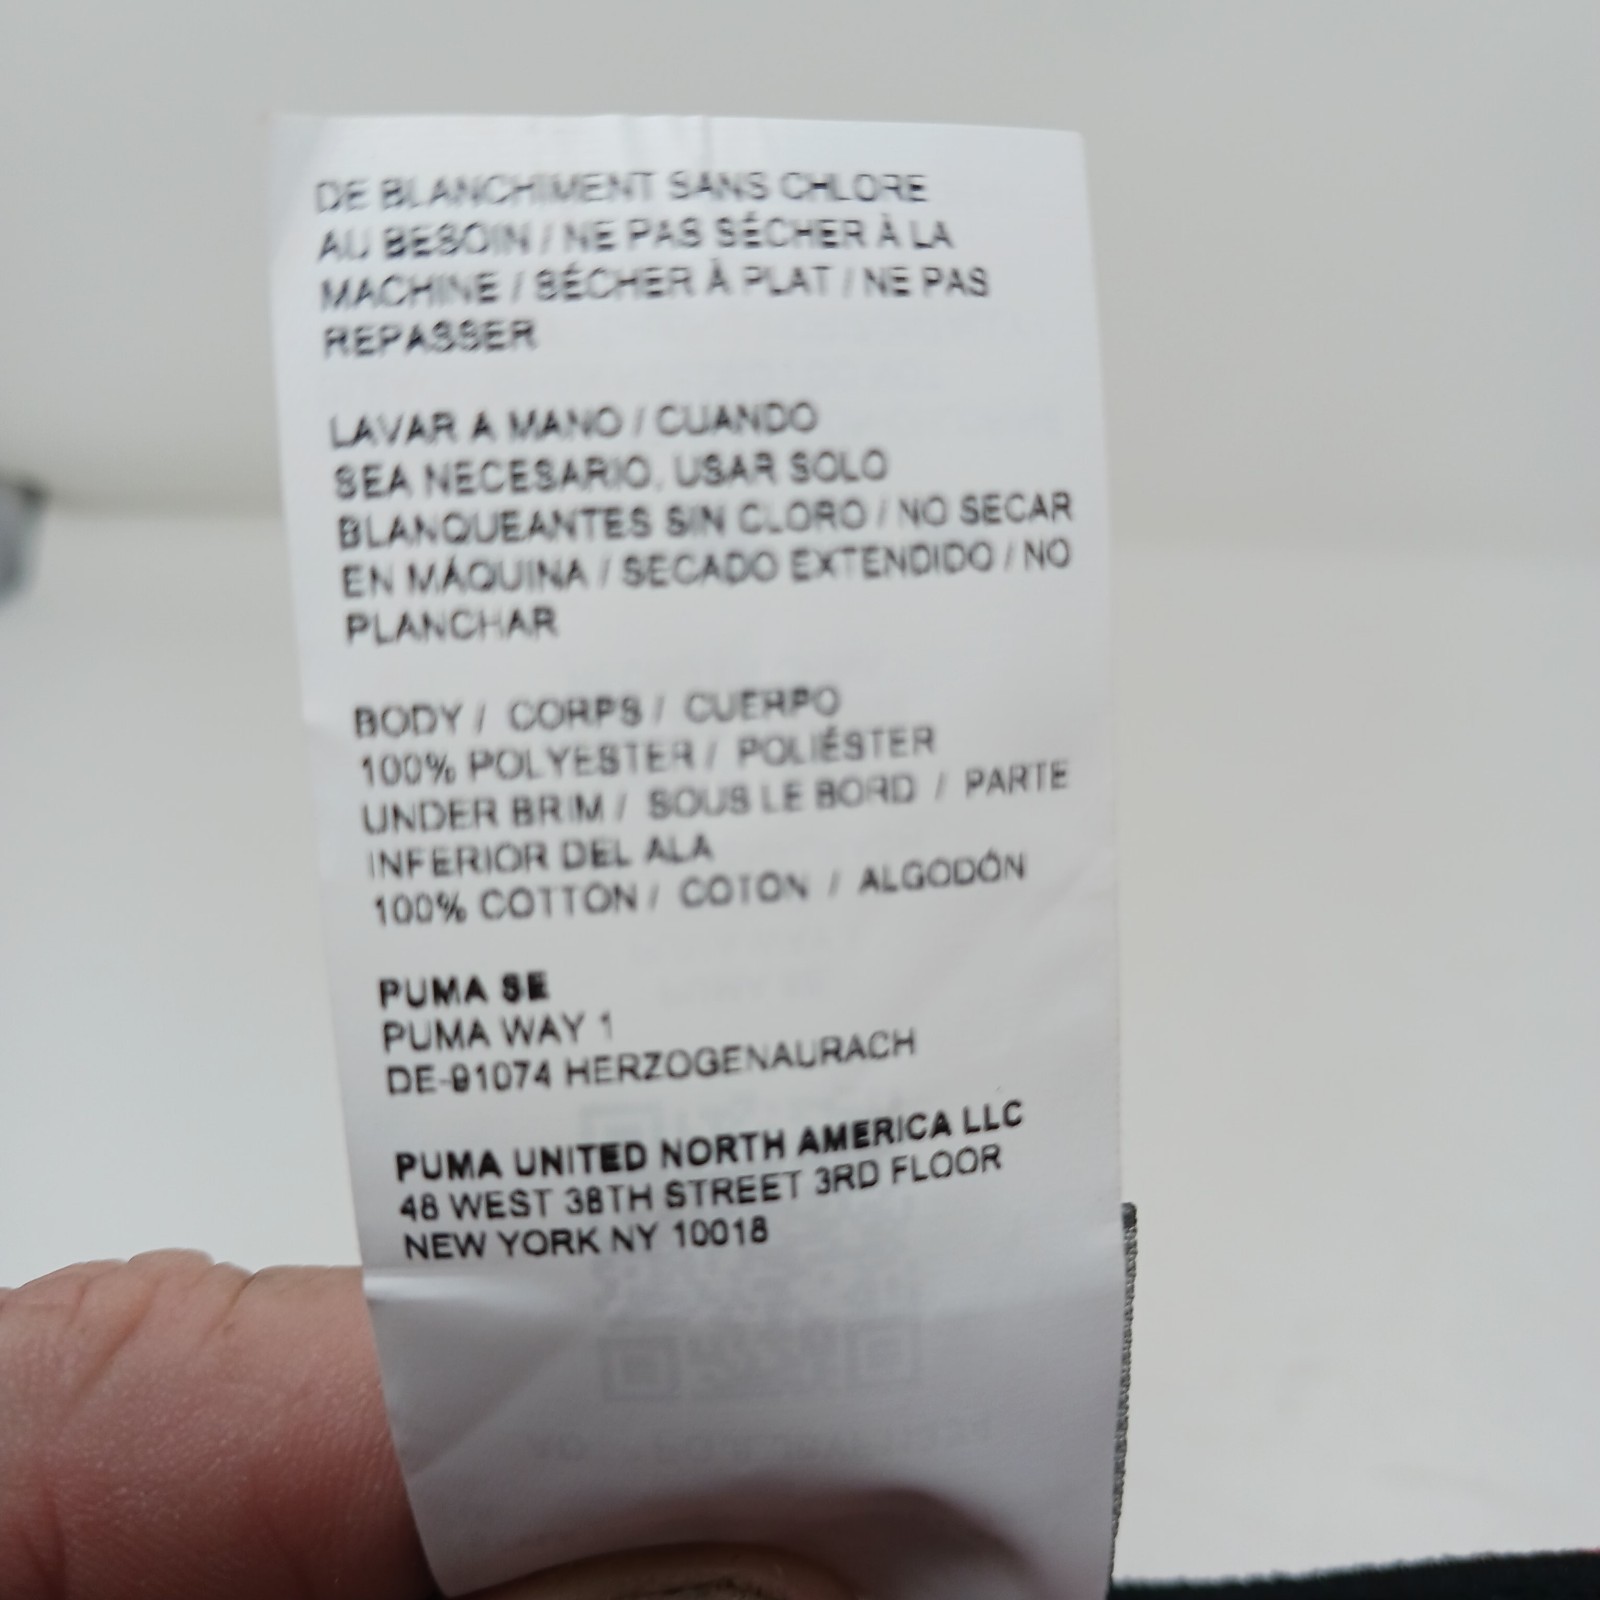 DE BLANCHIMENT SANS CHLORE
AU BESOIN / NE PAS SÉCHER À LA
MACHINE / SÉCHER À PLAT / NE PAS
REPASSER
LAVAR A MANO / CUANDO
SEA NECESARIO, USAR SOLO
BLANQUEANTES SIN CLORO / NO SECAR
EN MÁQUINA / SECADO EXTENDIDO / NO
PLANCHAR
BODY / CORPS / CUERPO
100% POLYESTER / POLIÉSTER
UNDER BRIM / SOUS LE BORD / PARTE
INFERIOR DEL ALA
100% COTTON / COTON / ALGODÓN
PUMA SE
PUMA WAY 1
DE-91074 HERZOGENAURACH
PUMA UNITED NORTH AMERICA LLC
48 WEST 38TH STREET 3RD FLOOR
NEW YORK NY 10018